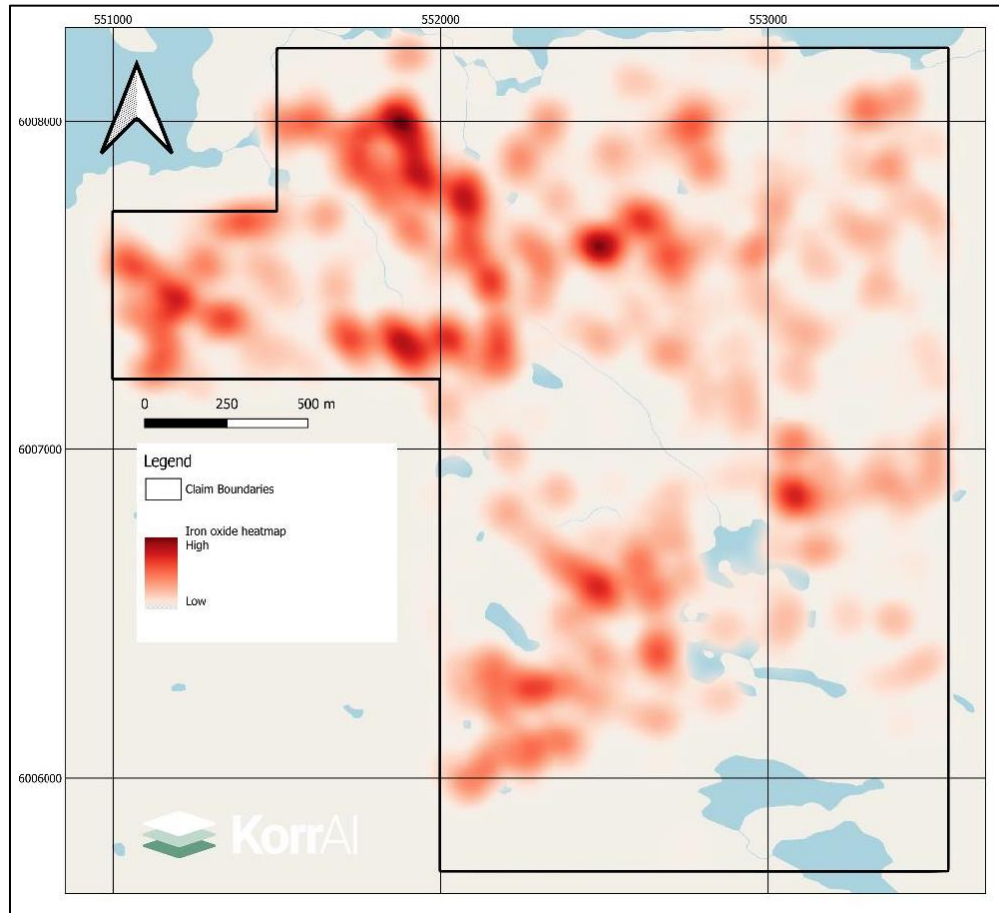 551000 552000 553000
6008000
6007000
6006000
0 250 500 m
Legend
Claim Boundaries
Iron oxide heatmap
High
Low
KorrAI